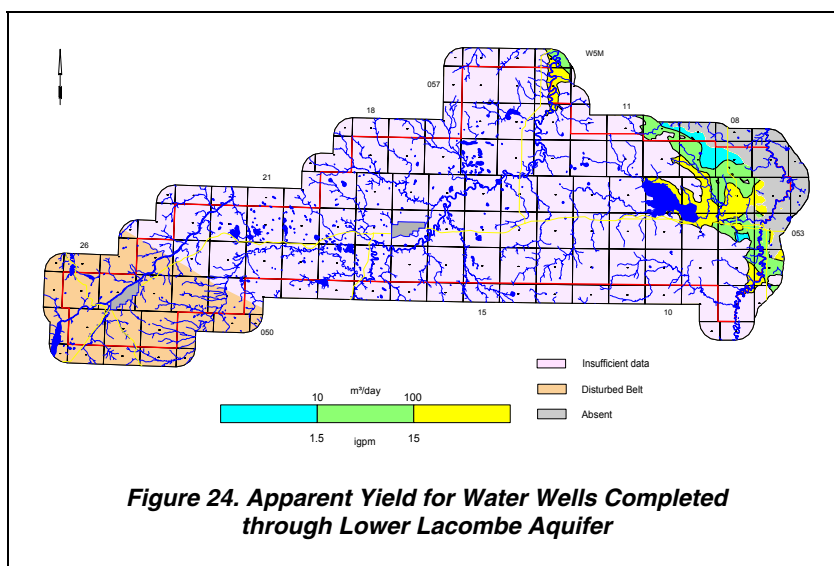 W5M
057
18
11
08
21
053
26
050
15
10
Insufficient data
10 m³/day 100
Disturbed Belt
Absent
1.5 igpm 15
Figure 24. Apparent Yield for Water Wells Completed
through Lower Lacombe Aquifer